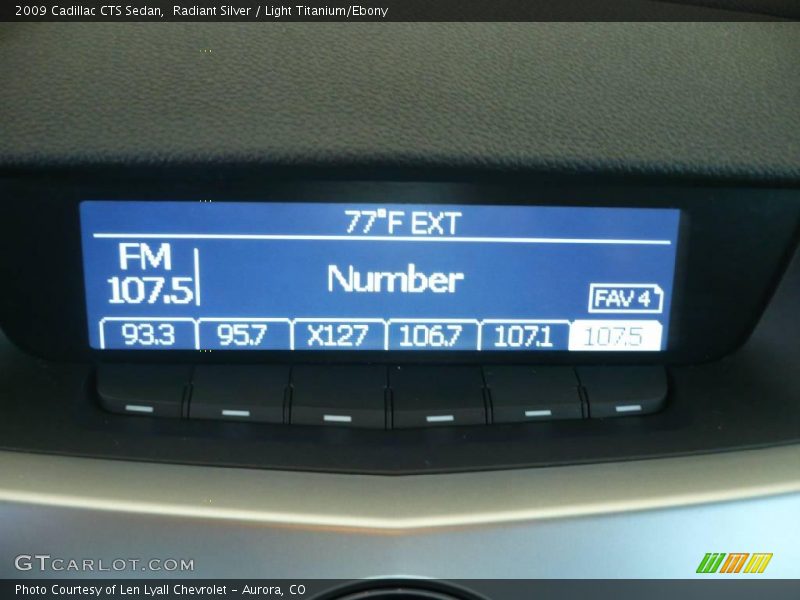 2009 Cadillac CTS Sedan, Radiant Silver / Light Titanium/Ebony
77°F EXT
FM
107.5
Number
FAV 4
93.3 95.7 X127 106.7 107.1 107.5
GTCARLOT.COM
Photo Courtesy of Len Lyall Chevrolet - Aurora, CO